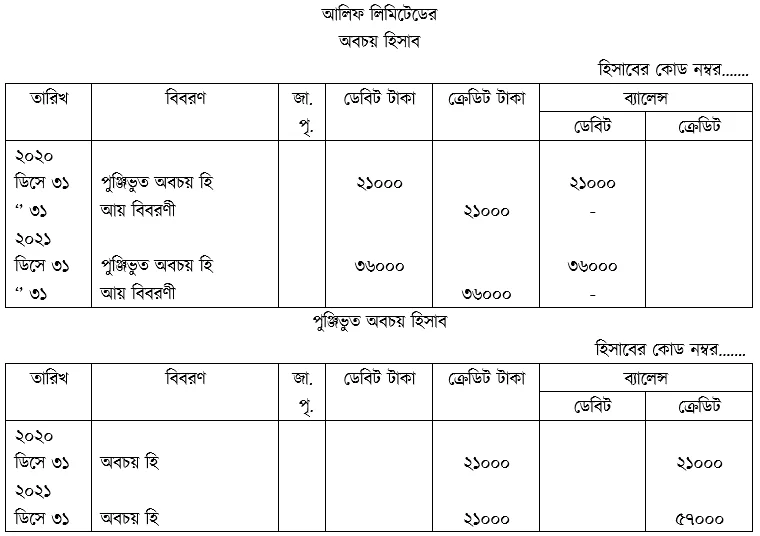 আলিফ লিমিটেডের
অবচয় হিসাব
হিসাবের কোড নম্বর.......
তারিখ বিবরণ জা. পৃ. ডেবিট টাকা ক্রেডিট টাকা ব্যালেন্স
ডেবিট ক্রেডিট
২০২০
ডিসে ৩১ পুঞ্জিভুত অবচয় হি ২১০০০ ২১০০০
‘’ ৩১ আয় বিবরণী ২১০০০ -
২০২১
ডিসে ৩১ পুঞ্জিভুত অবচয় হি ৩৬০০০ ৩৬০০০
‘’ ৩১ আয় বিবরণী ৩৬০০০ -
পুঞ্জিভুত অবচয় হিসাব
হিসাবের কোড নম্বর.......
তারিখ বিবরণ জা. পৃ. ডেবিট টাকা ক্রেডিট টাকা ব্যালেন্স
ডেবিট ক্রেডিট
২০২০
ডিসে ৩১ অবচয় হি ২১০০০ ২১০০০
২০২১
ডিসে ৩১ অবচয় হি ২১০০০ ৫৭০০০